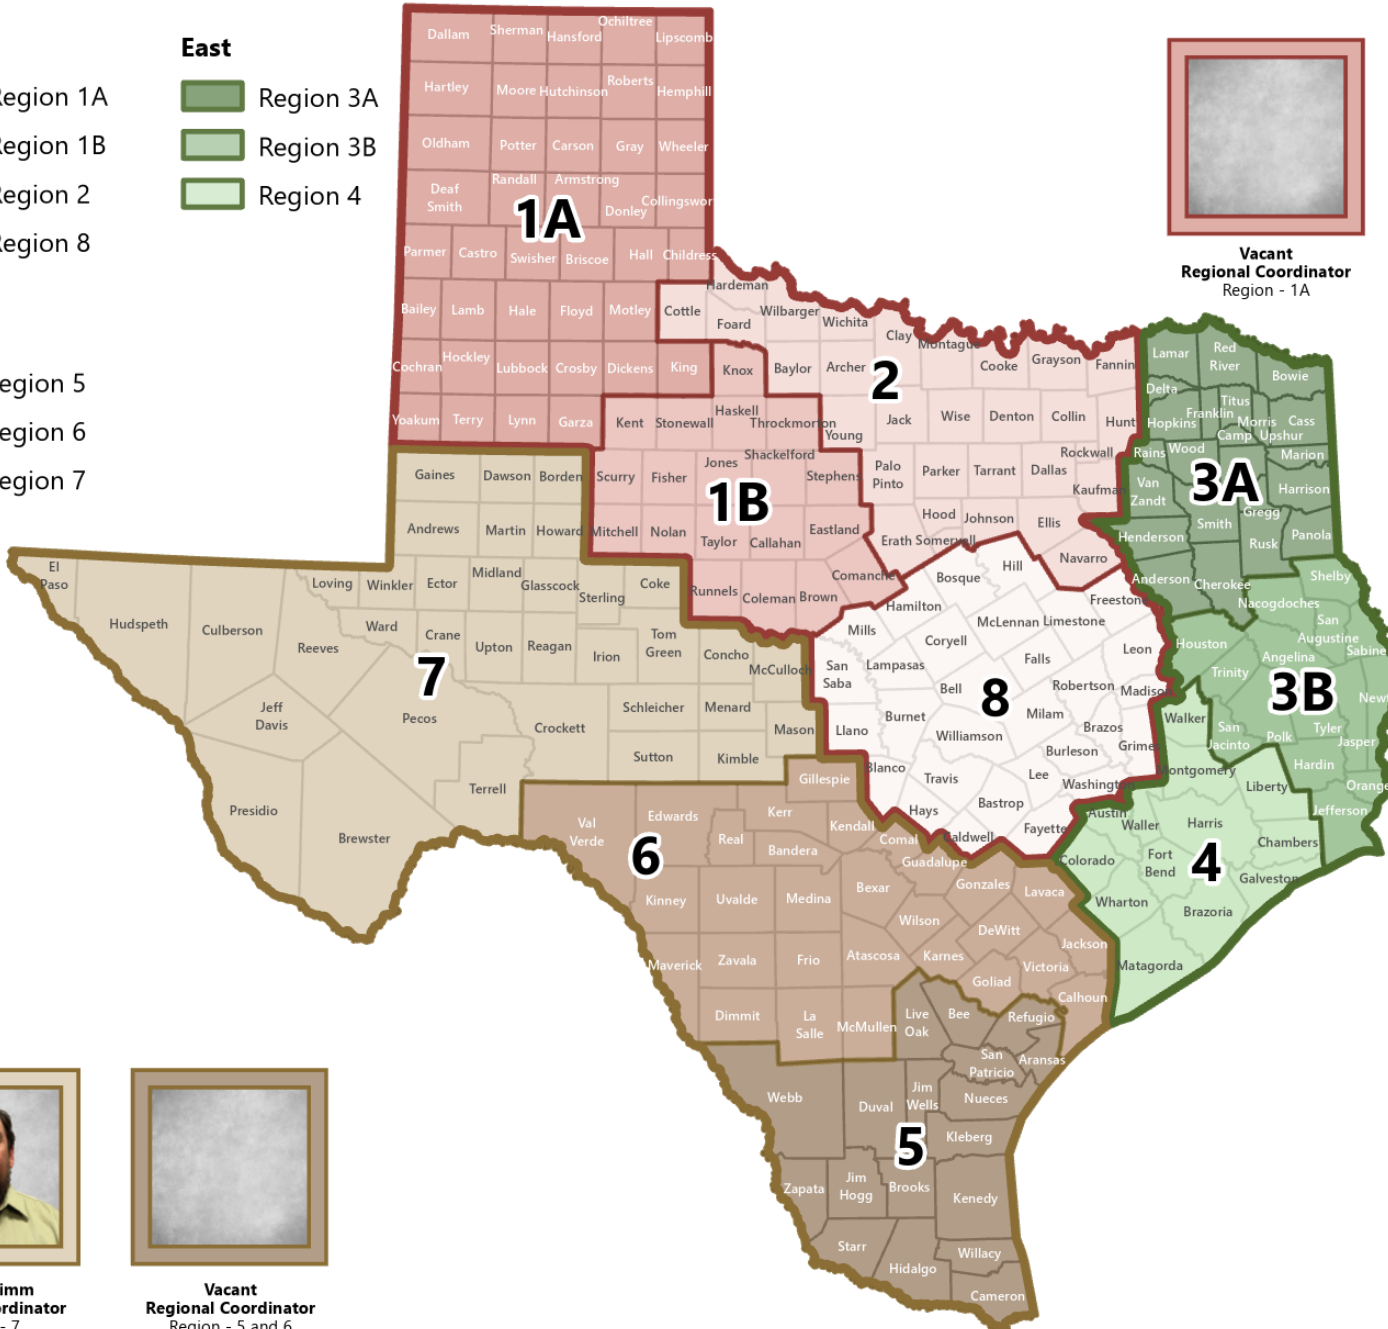 East
Region 1A
Region 3A
Region 1B
Region 3B
Region 2
Region 4
Region 8
egion 5
egion 6
egion 7
Vacant
Regional Coordinator
Region - 1A
Dallam
Sherman
Hansford
Ochiltree
Lipscomb
Hartley
Moore
Hutchinson
Roberts
Hemphill
Oldham
Potter
Carson
Gray
Wheeler
Deaf
Smith
Randall
Armstrong
Donley
Collingswor
1A
Parmer
Castro
Swisher
Briscoe
Hall
Childress
Bailey
Lamb
Hale
Floyd
Motley
Cochran
Hockley
Lubbock
Crosby
Dickens
King
Yoakum
Terry
Lynn
Garza
Cottle
Hardeman
Foard
Wilbarger
Wichita
Clay
Montague
Cooke
Grayson
Fannin
Baylor
Archer
2
Jack
Wise
Denton
Collin
Hunt
Young
Rockwall
Palo
Pinto
Parker
Tarrant
Dallas
Kaufman
Hood
Johnson
Ellis
Erath
Somervell
Navarro
Knox
Kent
Stonewall
Haskell
Throckmorton
Scurry
Fisher
Jones
Shackelford
Stephens
1B
Mitchell
Nolan
Taylor
Callahan
Eastland
Runnels
Coleman
Brown
Comanche
Lamar
Red
River
Bowie
Delta
Hopkins
Franklin
Titus
Morris
Cass
Camp
Upshur
Rains
Wood
Marion
Van
Zandt
3A
Harrison
Smith
Gregg
Henderson
Rusk
Panola
Anderson
Cherokee
Shelby
Nacogdoches
San
Augustine
Sabine
Houston
Angelina
Trinity
3B
Newt
San
Jacinto
Polk
Tyler
Jasper
Hardin
Orange
Jefferson
Gaines
Dawson
Borden
Andrews
Martin
Howard
El
Paso
Loving
Winkler
Ector
Midland
Glasscock
Sterling
Coke
Hudspeth
Culberson
Reeves
Ward
Crane
Upton
Reagan
Irion
Tom
Green
Concho
McCulloch
7
Jeff
Davis
Pecos
Crockett
Schleicher
Menard
Mason
Sutton
Kimble
Presidio
Brewster
Terrell
Bosque
Hill
Freestone
Hamilton
McLennan
Limestone
Mills
Coryell
Leon
San
Saba
Lampasas
Falls
Bell
8
Robertson
Madison
Llano
Burnet
Milam
Brazos
Williamson
Burleson
Grimes
Blanco
Travis
Lee
Washington
Hays
Bastrop
Caldwell
Fayette
Walker
Montgomery
Liberty
Austin
Waller
Harris
Chambers
Colorado
Fort
Bend
4
Galveston
Wharton
Brazoria
Matagorda
Gillespie
Val
Verde
Edwards
Kerr
Real
Bandera
Kendall
Comal
Guadalupe
6
Kinney
Uvalde
Medina
Bexar
Gonzales
Lavaca
Wilson
DeWitt
Maverick
Zavala
Frio
Atascosa
Karnes
Victoria
Jackson
Goliad
Calhoun
Dimmit
La
Salle
McMullen
Live
Oak
Bee
Refugio
San
Patricio
Aransas
Webb
Duval
Jim
Wells
Nueces
5
Kleberg
Zapata
Jim
Hogg
Brooks
Kenedy
Starr
Hidalgo
Willacy
Cameron
imm
rdinator
- 7
Vacant
Regional Coordinator
Region - 5 and 6